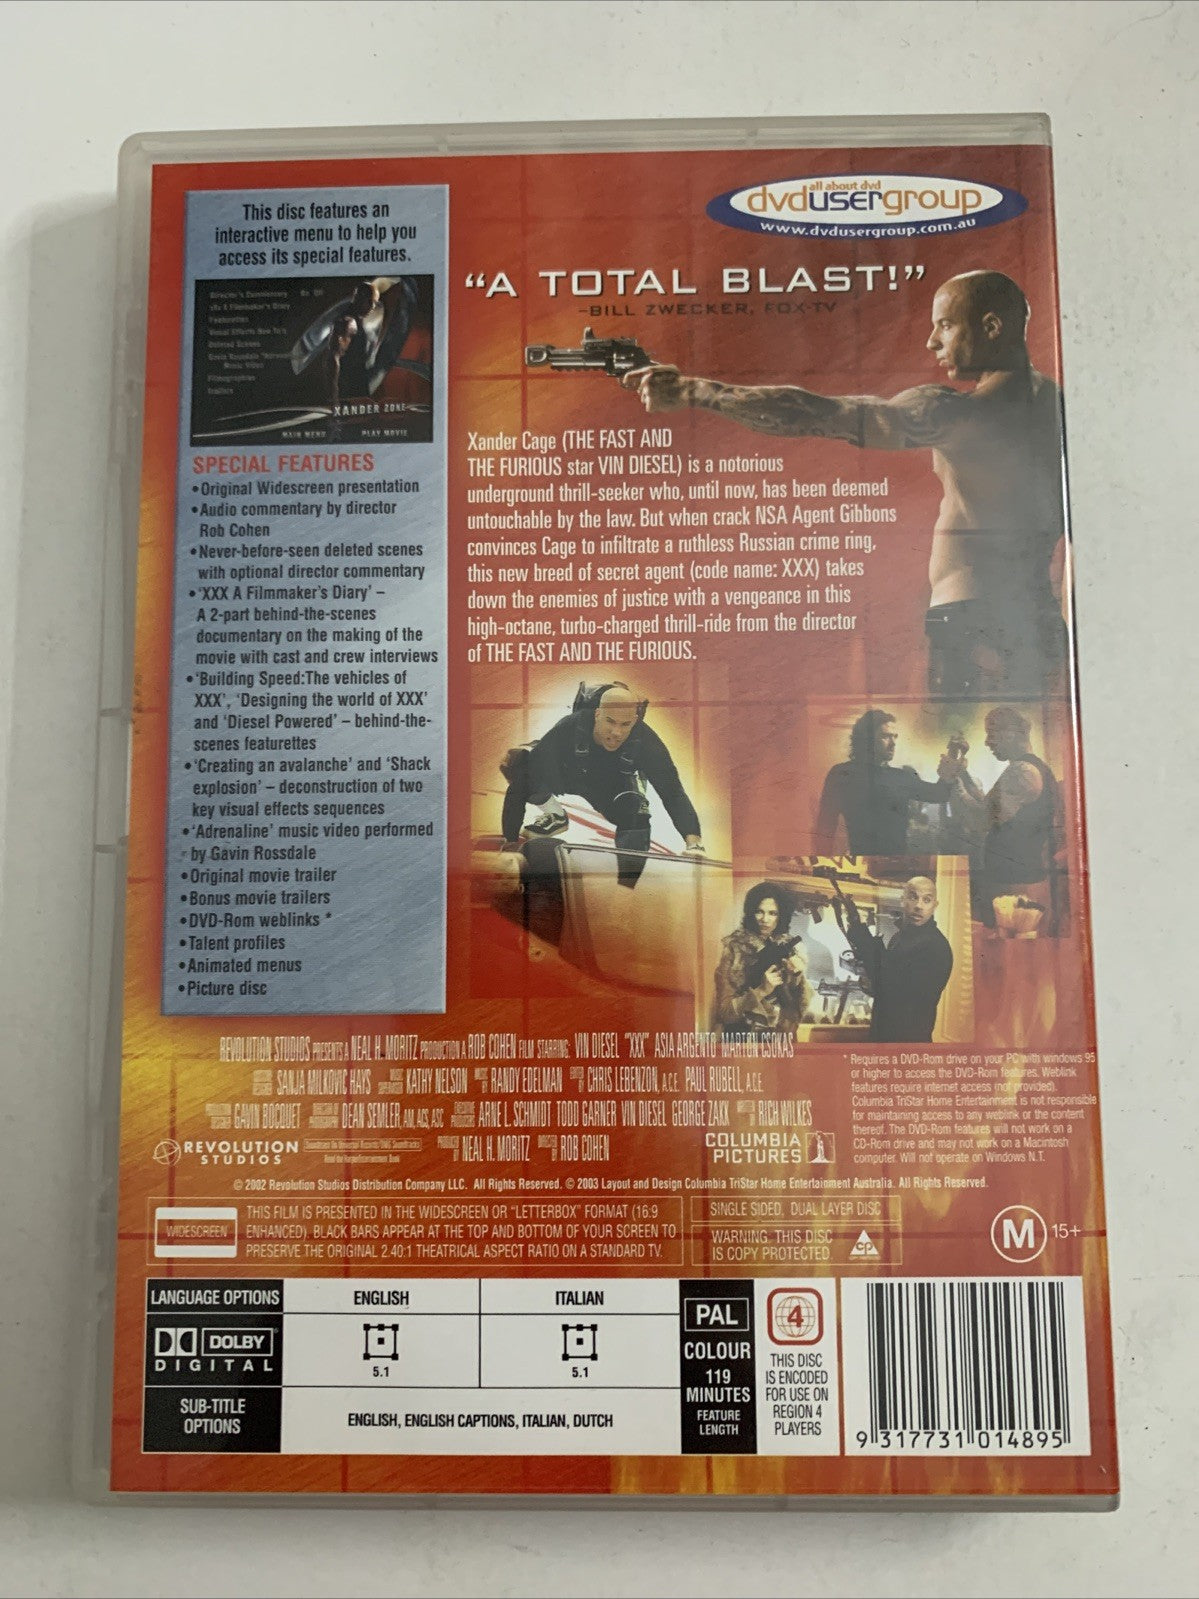 This disc features an
interactive menu to help you
access its special features.
Director's Commentary
Deleted Scenes
Music Video
Filmographies
Trailers
XANDER ZONE
MAIN MENU PLAY MOVIE
SPECIAL FEATURES
•Original Widescreen presentation
•Audio commentary by director
Rob Cohen
•Never-before-seen deleted scenes
with optional director commentary
•'XXX A Filmmaker's Diary' –
A 2-part behind-the-scenes
documentary on the making of the
movie with cast and crew interviews
•'Building Speed:The vehicles of
XXX', 'Designing the world of XXX'
and 'Diesel Powered' – behind-the-
scenes featurettes
•'Creating an avalanche' and 'Shack
explosion' – deconstruction of two
key visual effects sequences
•'Adrenaline' music video performed
by Gavin Rossdale
•Original movie trailer
•Bonus movie trailers
•DVD-Rom weblinks *
•Talent profiles
•Animated menus
•Picture disc
all about dvd
dvdusergroup
www.dvdusergroup.com.au
"A TOTAL BLAST!"
–BILL ZWECKER, FOX-TV
Xander Cage (THE FAST AND
THE FURIOUS star VIN DIESEL) is a notorious
underground thrill-seeker who, until now, has been deemed
untouchable by the law. But when crack NSA Agent Gibbons
convinces Cage to infiltrate a ruthless Russian crime ring,
this new breed of secret agent (code name: XXX) takes
down the enemies of justice with a vengeance in this
high-octane, turbo-charged thrill-ride from the director
of THE FAST AND THE FURIOUS.
REVOLUTION STUDIOS PRESENTS A NEAL H. MORITZ PRODUCTION A ROB COHEN FILM STARRING: VIN DIESEL "XXX" ASIA ARGENTO MARTON CSOKAS
SANJA MILKOVIC HAYS KATHY NELSON RANDY EDELMAN CHRIS LEBENZON, A.C.E. PAUL RUBELL, A.C.E.
GAVIN BOCQUET DEAN SEMLER, AM, ACS, ASC ARNE L. SCHMIDT TODD GARNER VIN DIESEL GEORGE ZAKK RICH WILKES
REVOLUTION STUDIOS NEAL H. MORITZ ROB COHEN
COLUMBIA
PICTURES
* Requires a DVD-Rom drive on your PC with windows 95
or higher to access the DVD-Rom features. Weblink
features require internet access (not provided).
Columbia TriStar Home Entertainment is not responsible
for maintaining access to any weblink or the content
thereof. The DVD-Rom features will not work on a
CD-Rom drive and may not work on a Macintosh
computer. Will not operate on Windows N.T.
© 2002 Revolution Studios Distribution Company LLC. All Rights Reserved. © 2003 Layout and Design Columbia TriStar Home Entertainment Australia. All Rights Reserved.
WIDESCREEN
THIS FILM IS PRESENTED IN THE WIDESCREEN OR "LETTERBOX" FORMAT (16:9
ENHANCED). BLACK BARS APPEAR AT THE TOP AND BOTTOM OF YOUR SCREEN TO
PRESERVE THE ORIGINAL 2.40:1 THEATRICAL ASPECT RATIO ON A STANDARD TV.
SINGLE SIDED, DUAL LAYER DISC
WARNING. THIS DISC
IS COPY PROTECTED.
cp
M 15+
LANGUAGE OPTIONS ENGLISH ITALIAN
DOLBY
DIGITAL
5.1 5.1
SUB-TITLE
OPTIONS
ENGLISH, ENGLISH CAPTIONS, ITALIAN, DUTCH
PAL
COLOUR
119
MINUTES
FEATURE
LENGTH
4
THIS DISC
IS ENCODED
FOR USE ON
REGION 4
PLAYERS
9 317731 014895